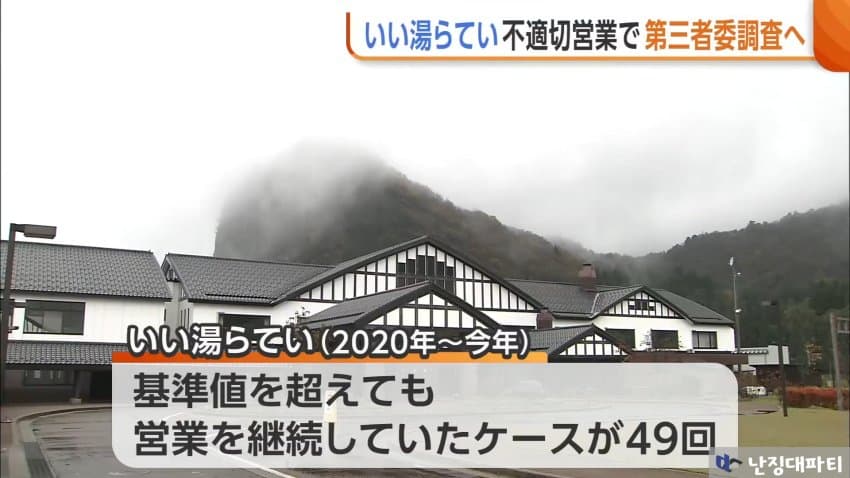 いい湯らてい 不適切営業で 第三者委調査へ
いい湯らてい(2020年～今年)
基準値を超えても
営業を継続していたケースが49回
난징대파티